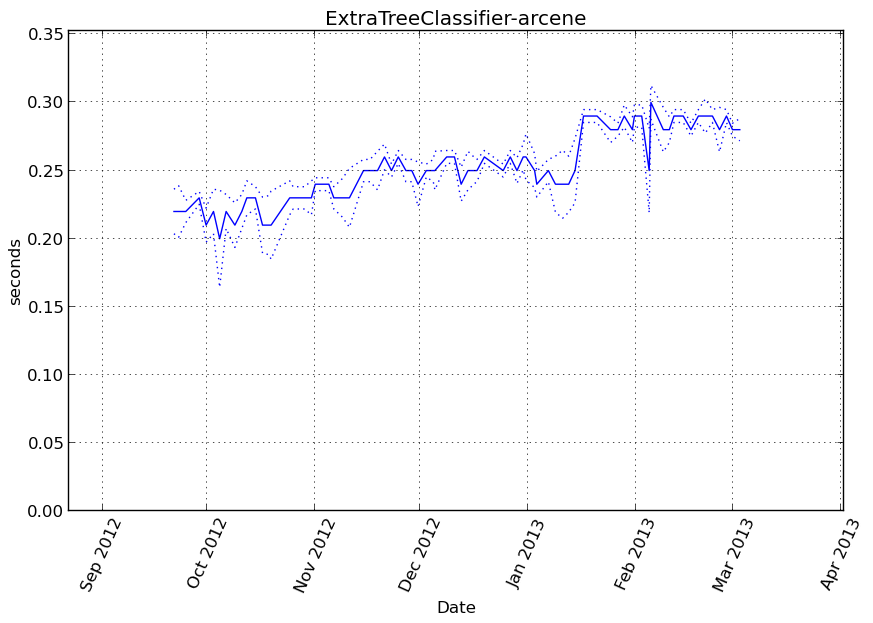 ExtraTreeClassifier-arcene
0.35
0.30
0.25
0.20
0.15
0.10
0.05
0.00
seconds
Sep 2012
Oct 2012
Nov 2012
Dec 2012
Jan 2013
Feb 2013
Mar 2013
Apr 2013
Date